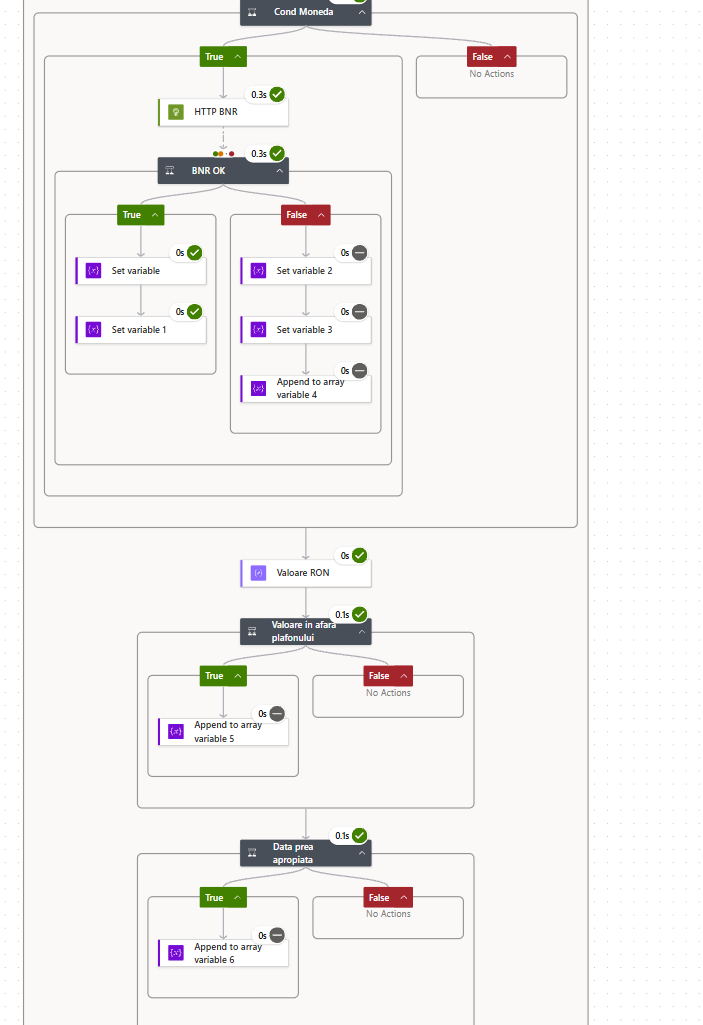 Cond Moneda
True
False
No Actions
0.3s
HTTP BNR
0.3s
BNR OK
True
False
0s
Set variable
0s
Set variable 2
0s
Set variable 1
0s
Set variable 3
0s
Append to array
variable 4
0s
Valoare RON
0.1s
Valoare in afara
plafonului
True
False
No Actions
0s
Append to array
variable 5
0.1s
Data prea
apropiata
True
False
No Actions
0s
Append to array
variable 6